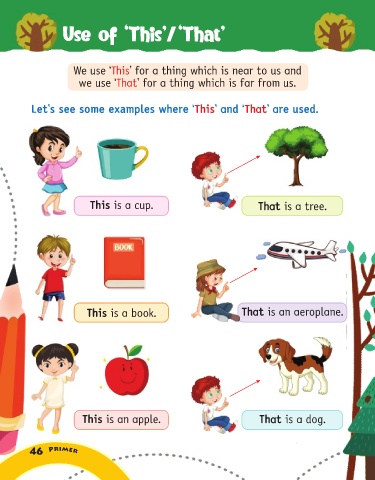 Use of 'This'/'That'
We use 'This' for a thing which is near to us and
we use 'That' for a thing which is far from us.
Let's see some examples where 'This' and 'That' are used.
This is a cup.
That is a tree.
BOOK
This is a book.
That is an aeroplane.
This is an apple.
That is a dog.
46 PRIMER